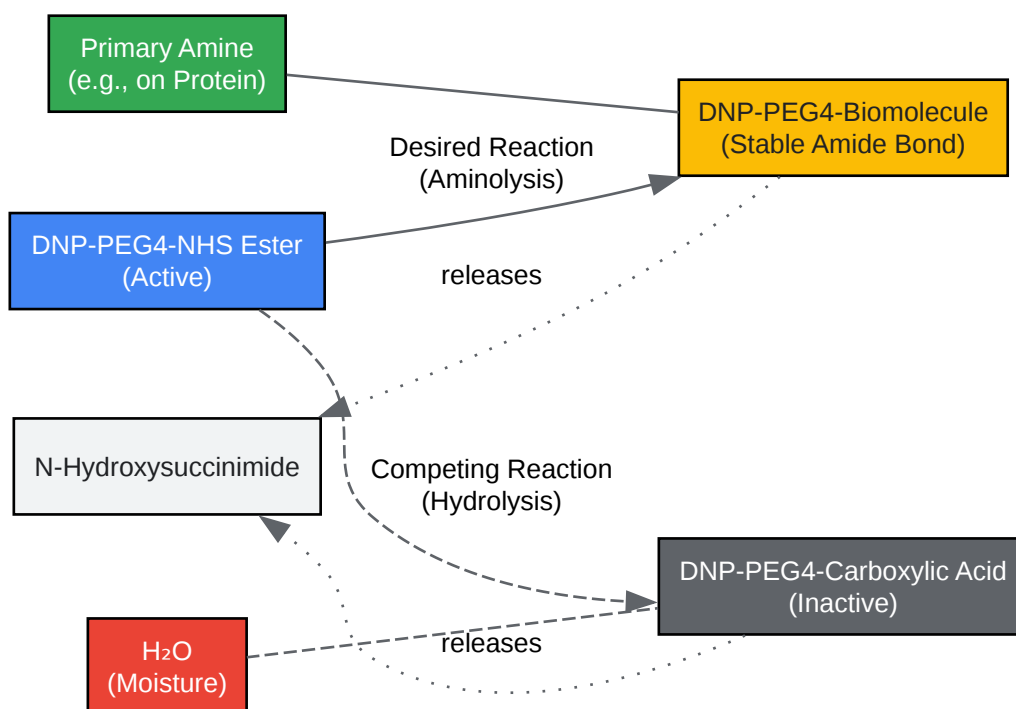 Primary Amine
(e.g., on Protein)
DNP-PEG4-Biomolecule
(Stable Amide Bond)
Desired Reaction
(Aminolysis)
DNP-PEG4-NHS Ester
(Active)
releases
N-Hydroxysuccinimide
Competing Reaction
(Hydrolysis)
DNP-PEG4-Carboxylic Acid
(Inactive)
H₂O
(Moisture)
releases